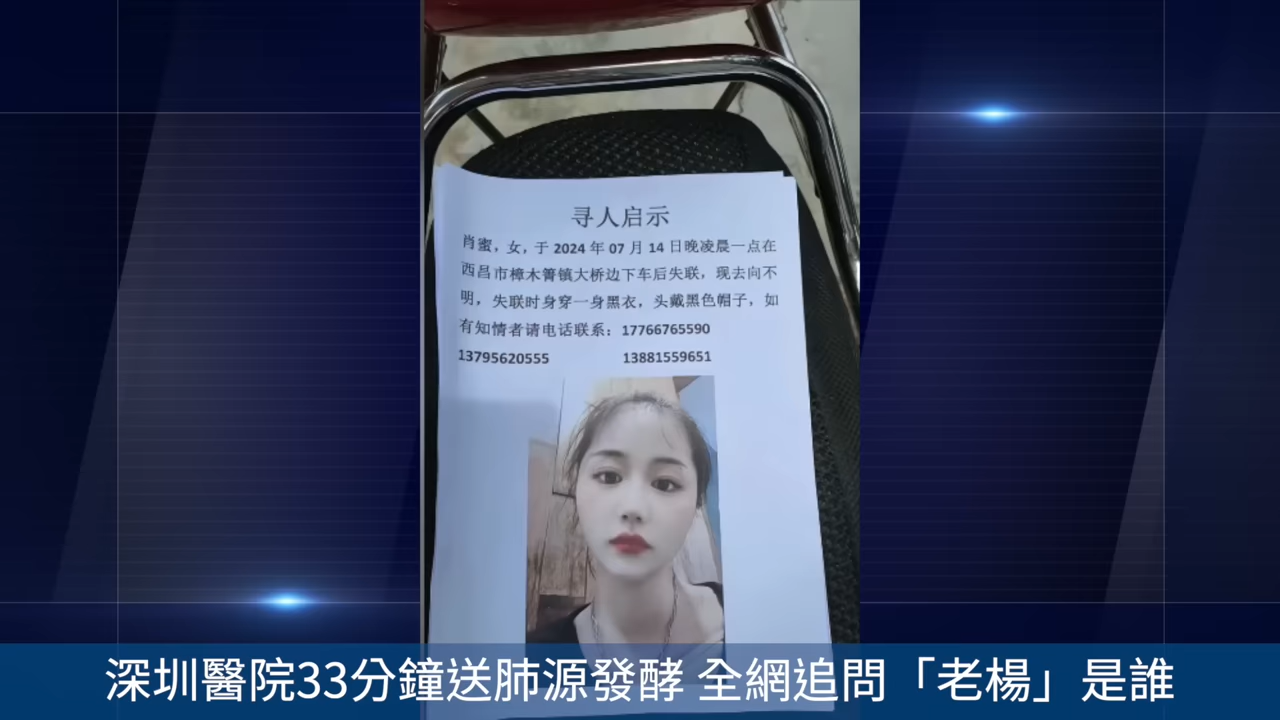 寻人启示
肖蜜，女，于 2024 年 07 月 14 日晚凌晨一点在
西昌市樟木箐镇大桥边下车后失联，现去向不
明，失联时身穿一身黑衣，头戴黑色帽子，如
有知情者请电话联系：17766765590
13795620555 13881559651
深圳醫院33分鐘送肺源發酵 全網追問「老楊」是誰